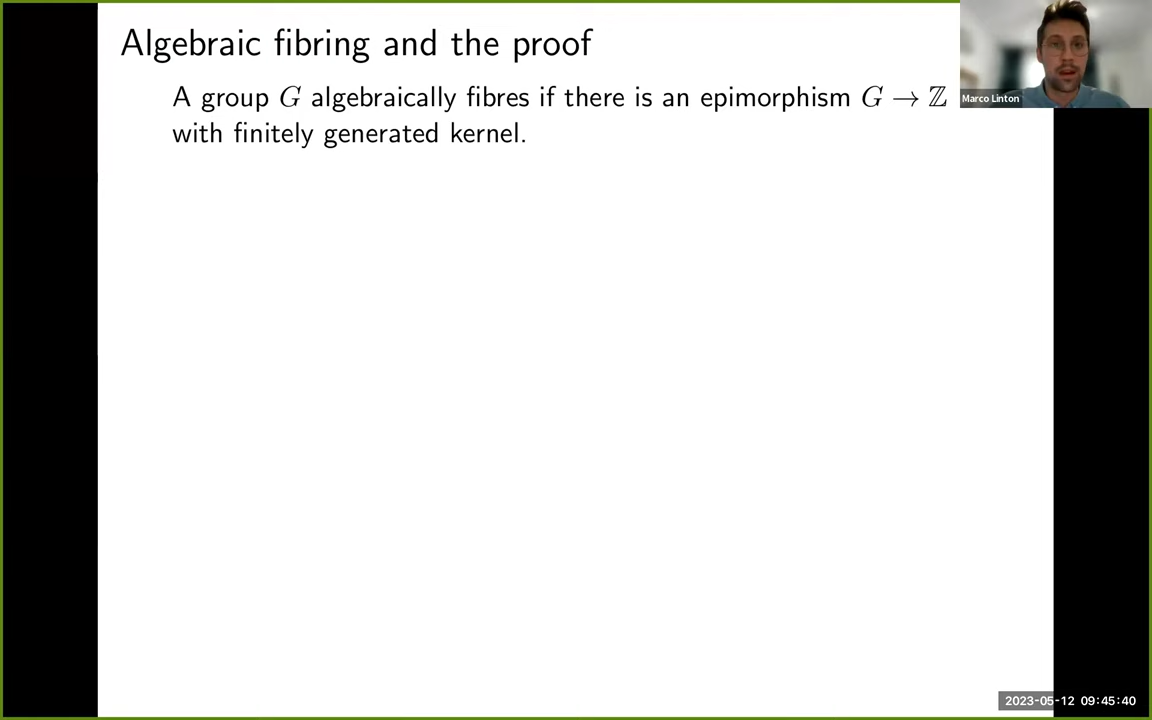 Algebraic fibring and the proof
A group G algebraically fibres if there is an epimorphism G → ℤ
with finitely generated kernel.
Marco Linton
2023-05-12 09:45:40